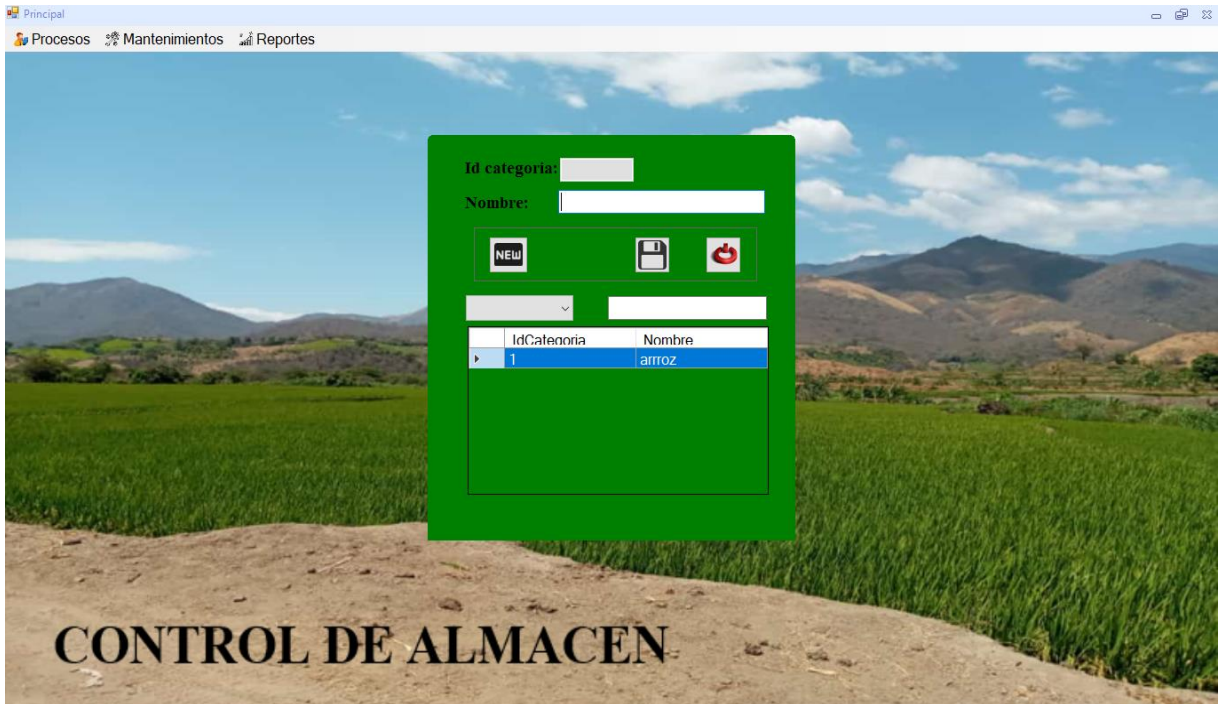 Principal
Procesos Mantenimientos Reportes
Id categoria:
Nombre:
NEW
IdCategoria Nombre
1 arrroz
CONTROL DE ALMACEN